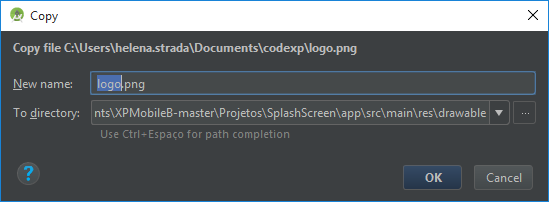 Copy
Copy file C:\Users\helena.strada\Documents\codexp\logo.png
New name: logo.png
To directory: nts\XPMobileB-master\Projetos\SplashScreen\app\src\main\res\drawable ...
Use Ctrl+Espaço for path completion
? OK Cancel